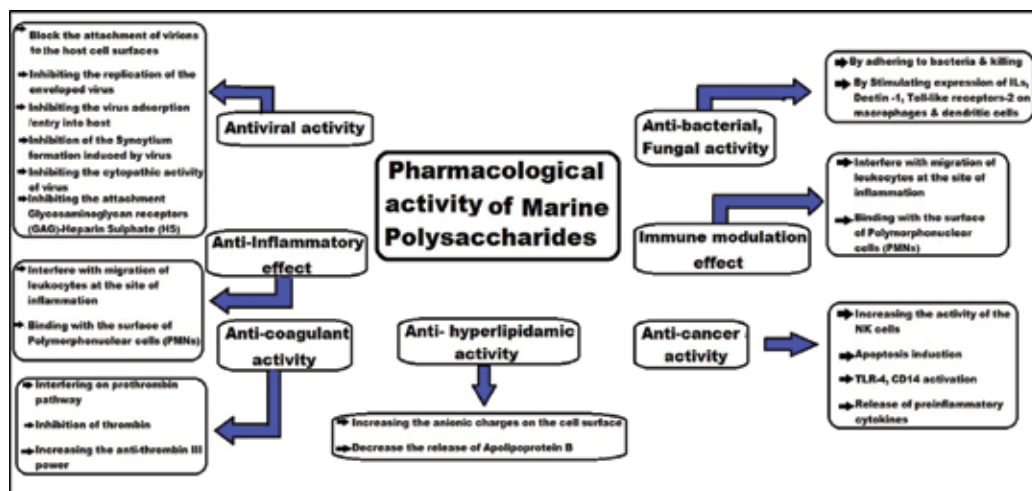 Block the attachment of virions
to the host cell surfaces
Inhibiting the replication of the
enveloped virus
Inhibiting the virus adsorption
/entry into host
Inhibition of the Syncytium
formation induced by virus
Inhibiting the cytopathic activity
of virus
Inhibiting the attachment
Glycosaminoglycan receptors
(GAG)-Heparin Sulphate (HS)
Antiviral activity
Anti-Inflammatory
effect
Interfere with migration of
leukocytes at the site of
inflammation
Binding with the surface of
Polymorphonuclear cells (PMNs)
Anti-coagulant
activity
Interfering on prothrombin
pathway
Inhibition of thrombin
Increasing the anti-thrombin III
power
Pharmacological
activity of Marine
Polysaccharides
Anti- hyperlipidamic
activity
Increasing the anionic charges on the cell surface
Decrease the release of Apolipoprotein B
Anti-bacterial,
Fungal activity
By adhering to bacteria & killing
By Stimulating expression of ILs,
Dectin -1, Toll-like receptors-2 on
macrophages & dendritic cells
Immune modulation
effect
Interfere with migration of
leukocytes at the site of
inflammation
Binding with the surface
of Polymorphonuclear
cells (PMNs)
Anti-cancer
activity
Increasing the activity of the
NK cells
Apoptosis induction
TLR-4, CD14 activation
Release of proinflammatory
cytokines